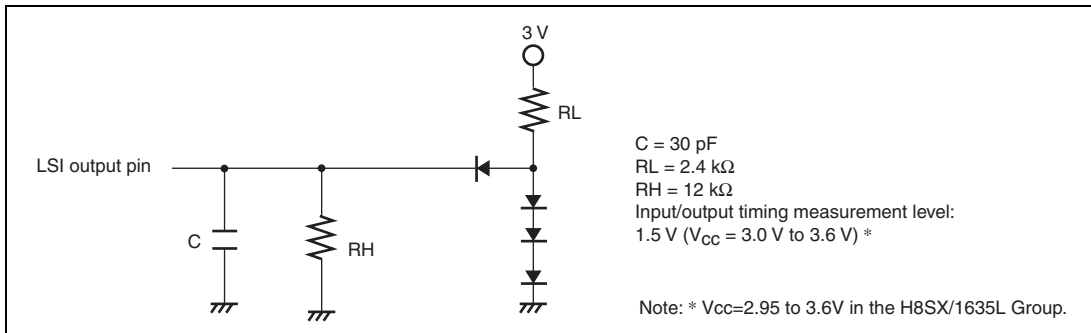 3 V
RL
LSI output pin
C
RH
C = 30 pF
RL = 2.4 kΩ
RH = 12 kΩ
Input/output timing measurement level:
1.5 V (VCC = 3.0 V to 3.6 V) *
Note: * Vcc=2.95 to 3.6V in the H8SX/1635L Group.